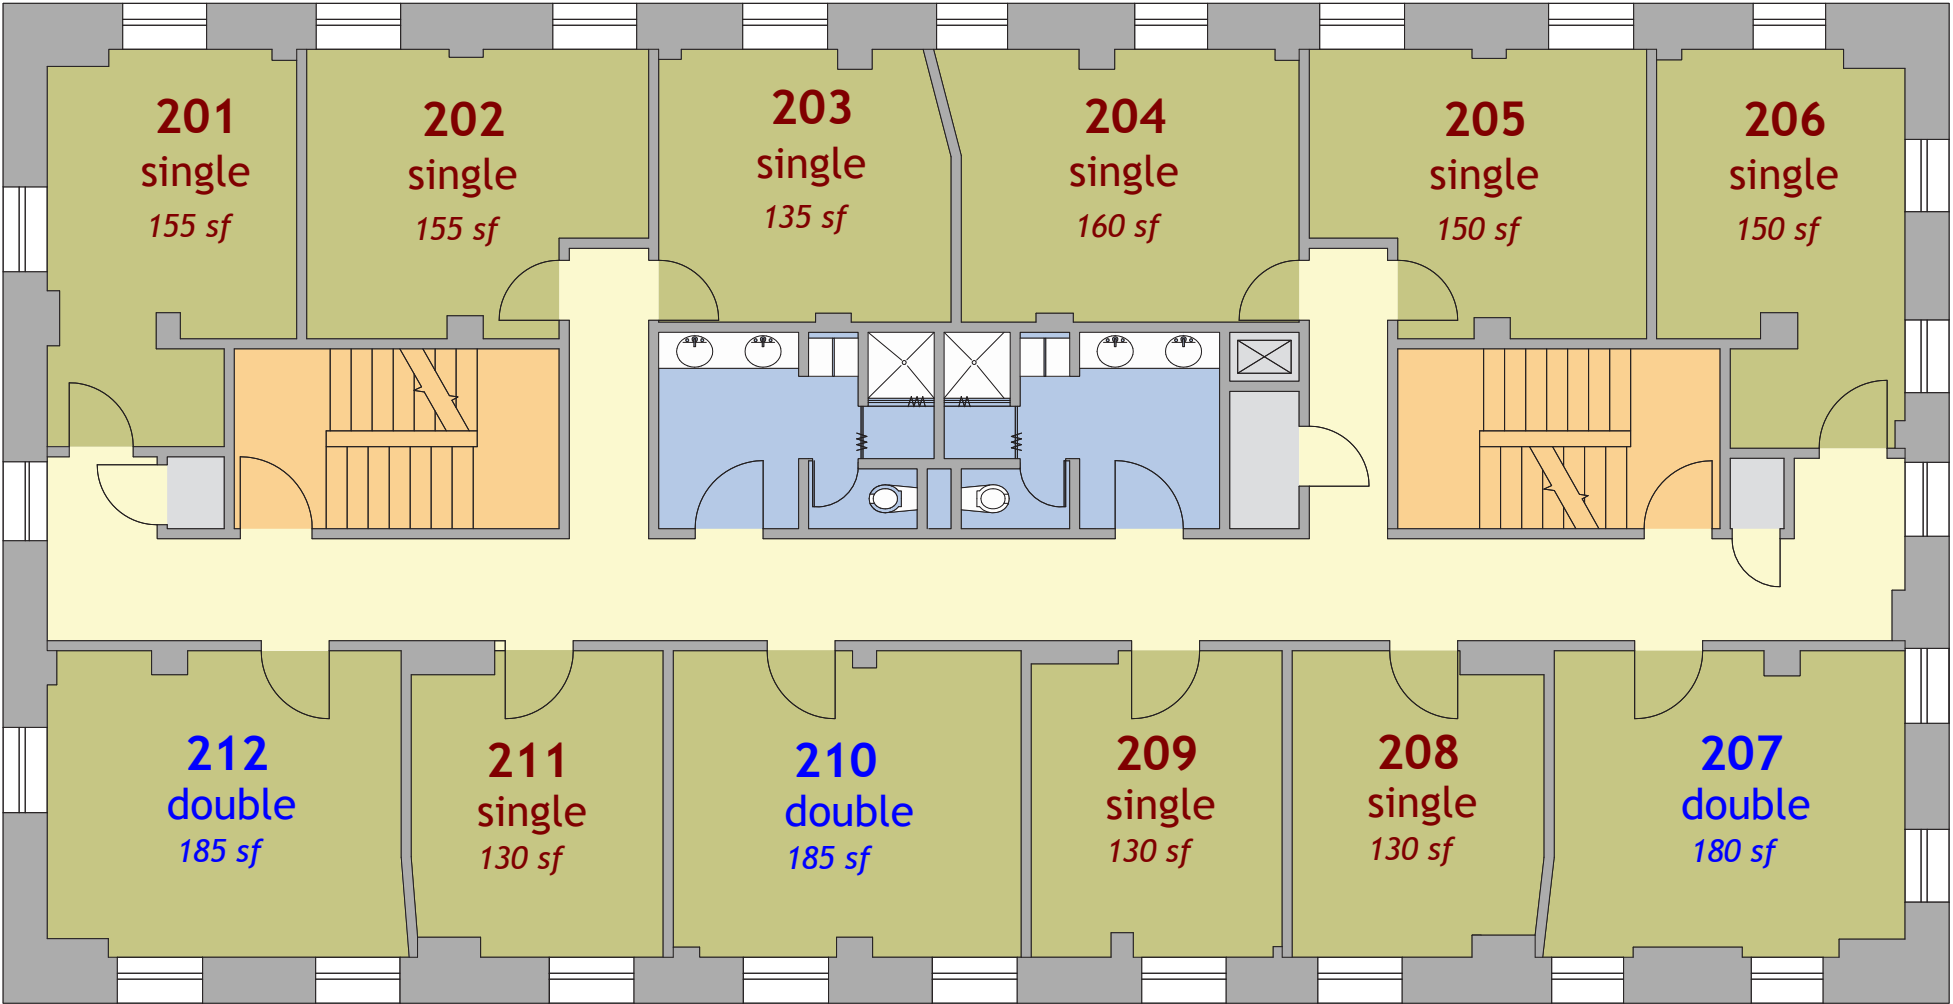 201
single
155 sf
202
single
155 sf
203
single
135 sf
204
single
160 sf
205
single
150 sf
206
single
150 sf
212
double
185 sf
211
single
130 sf
210
double
185 sf
209
single
130 sf
208
single
130 sf
207
double
180 sf